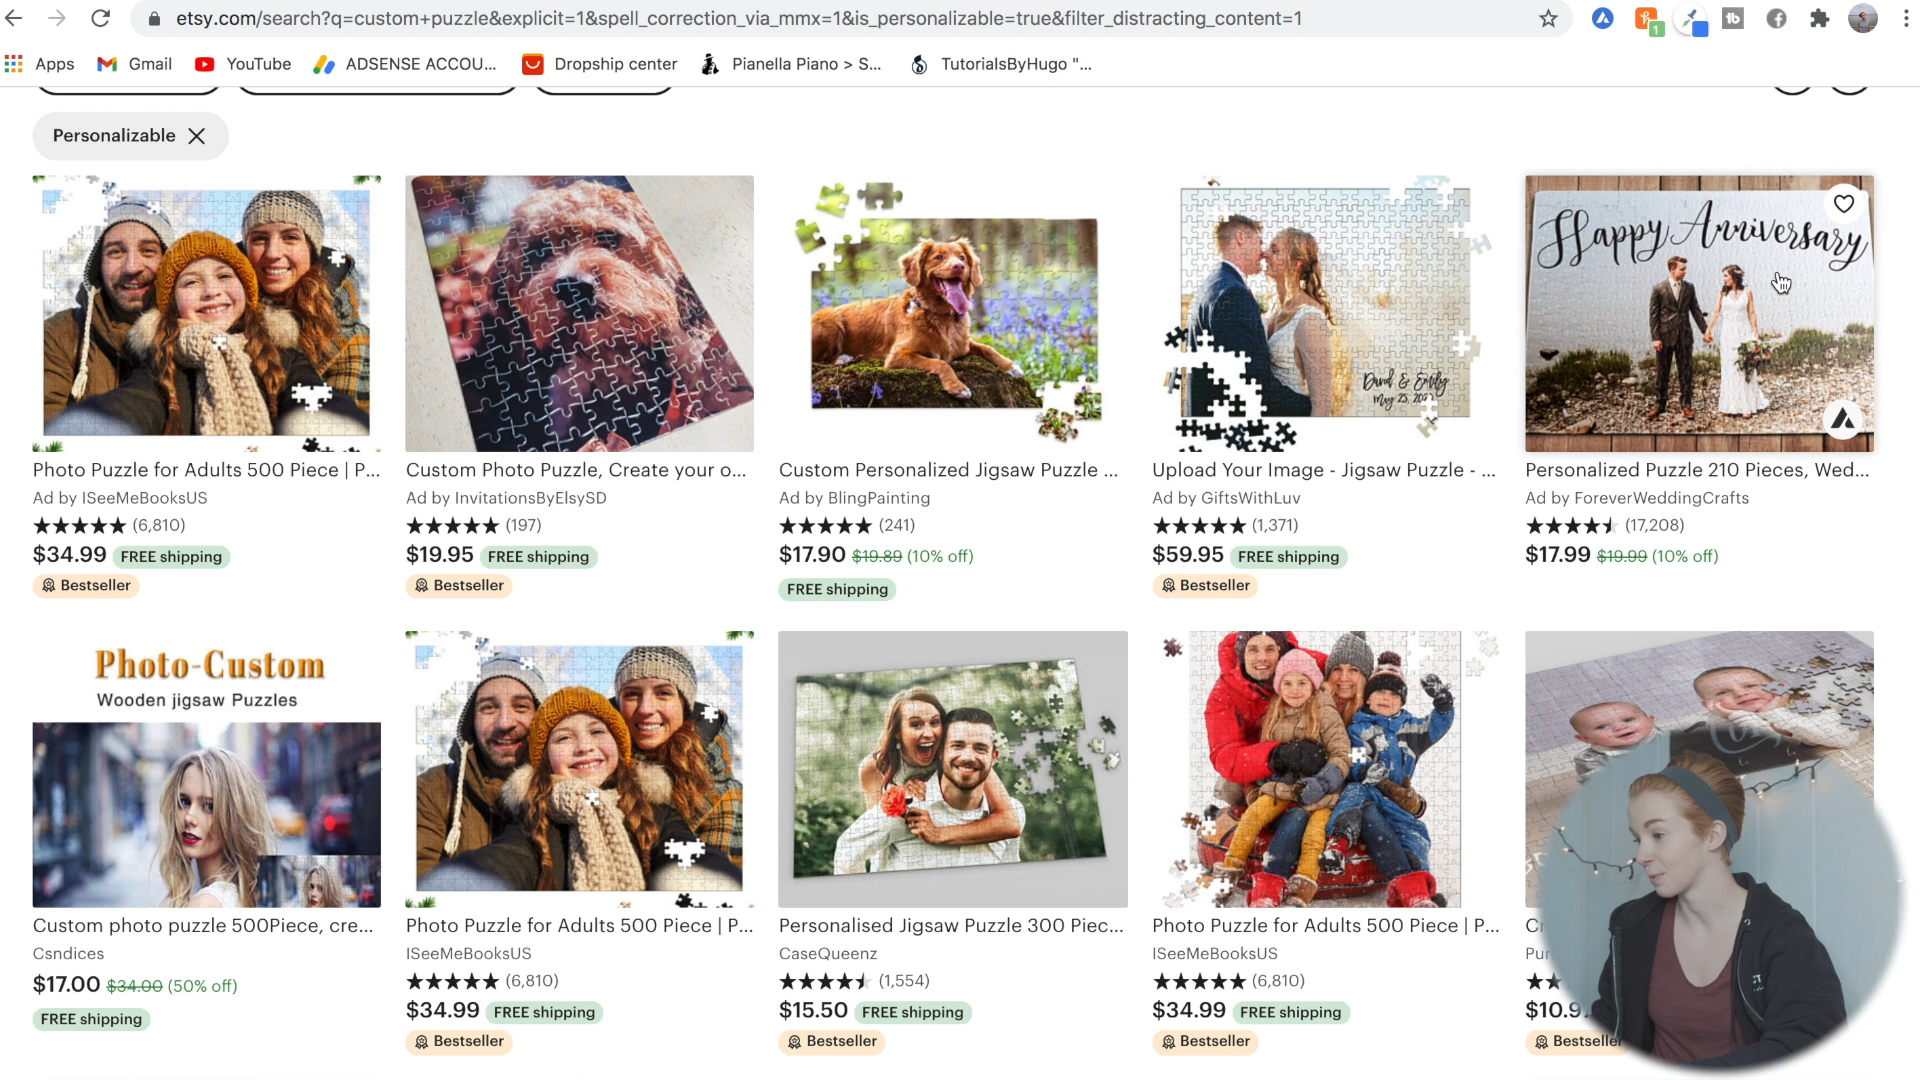 etsy.com/search?q=custom+puzzle&explicit=1&spell_correction_via_mmx=1&is_personalizable=true&filter_distracting_content=1
Apps Gmail YouTube ADSENSE ACCOU... Dropship center Pianella Piano > S... TutorialsByHugo "...
Personalizable
Happy Anniversary
David & Emily
Photo Puzzle for Adults 500 Piece | P...
Ad by ISeeMeBooksUS
(6,810)
$34.99 FREE shipping
Bestseller
Custom Photo Puzzle, Create your o...
Ad by InvitationsByElsySD
(197)
$19.95 FREE shipping
Bestseller
Custom Personalized Jigsaw Puzzle ...
Ad by BlingPainting
(241)
$17.90 $19.89 (10% off)
FREE shipping
Upload Your Image - Jigsaw Puzzle - ...
Ad by GiftsWithLuv
(1,371)
$59.95 FREE shipping
Bestseller
Personalized Puzzle 210 Pieces, Wed...
Ad by ForeverWeddingCrafts
(17,208)
$17.99 $19.99 (10% off)
Photo-Custom
Wooden jigsaw Puzzles
Custom photo puzzle 500Piece, cre...
Csndices
$17.00 $34.00 (50% off)
FREE shipping
Photo Puzzle for Adults 500 Piece | P...
ISeeMeBooksUS
(6,810)
$34.99 FREE shipping
Bestseller
Personalised Jigsaw Puzzle 300 Piec...
CaseQueenz
(1,554)
$15.50 FREE shipping
Bestseller
Photo Puzzle for Adults 500 Piece | P...
ISeeMeBooksUS
(6,810)
$34.99 FREE shipping
Bestseller
$10.9
Bestseller